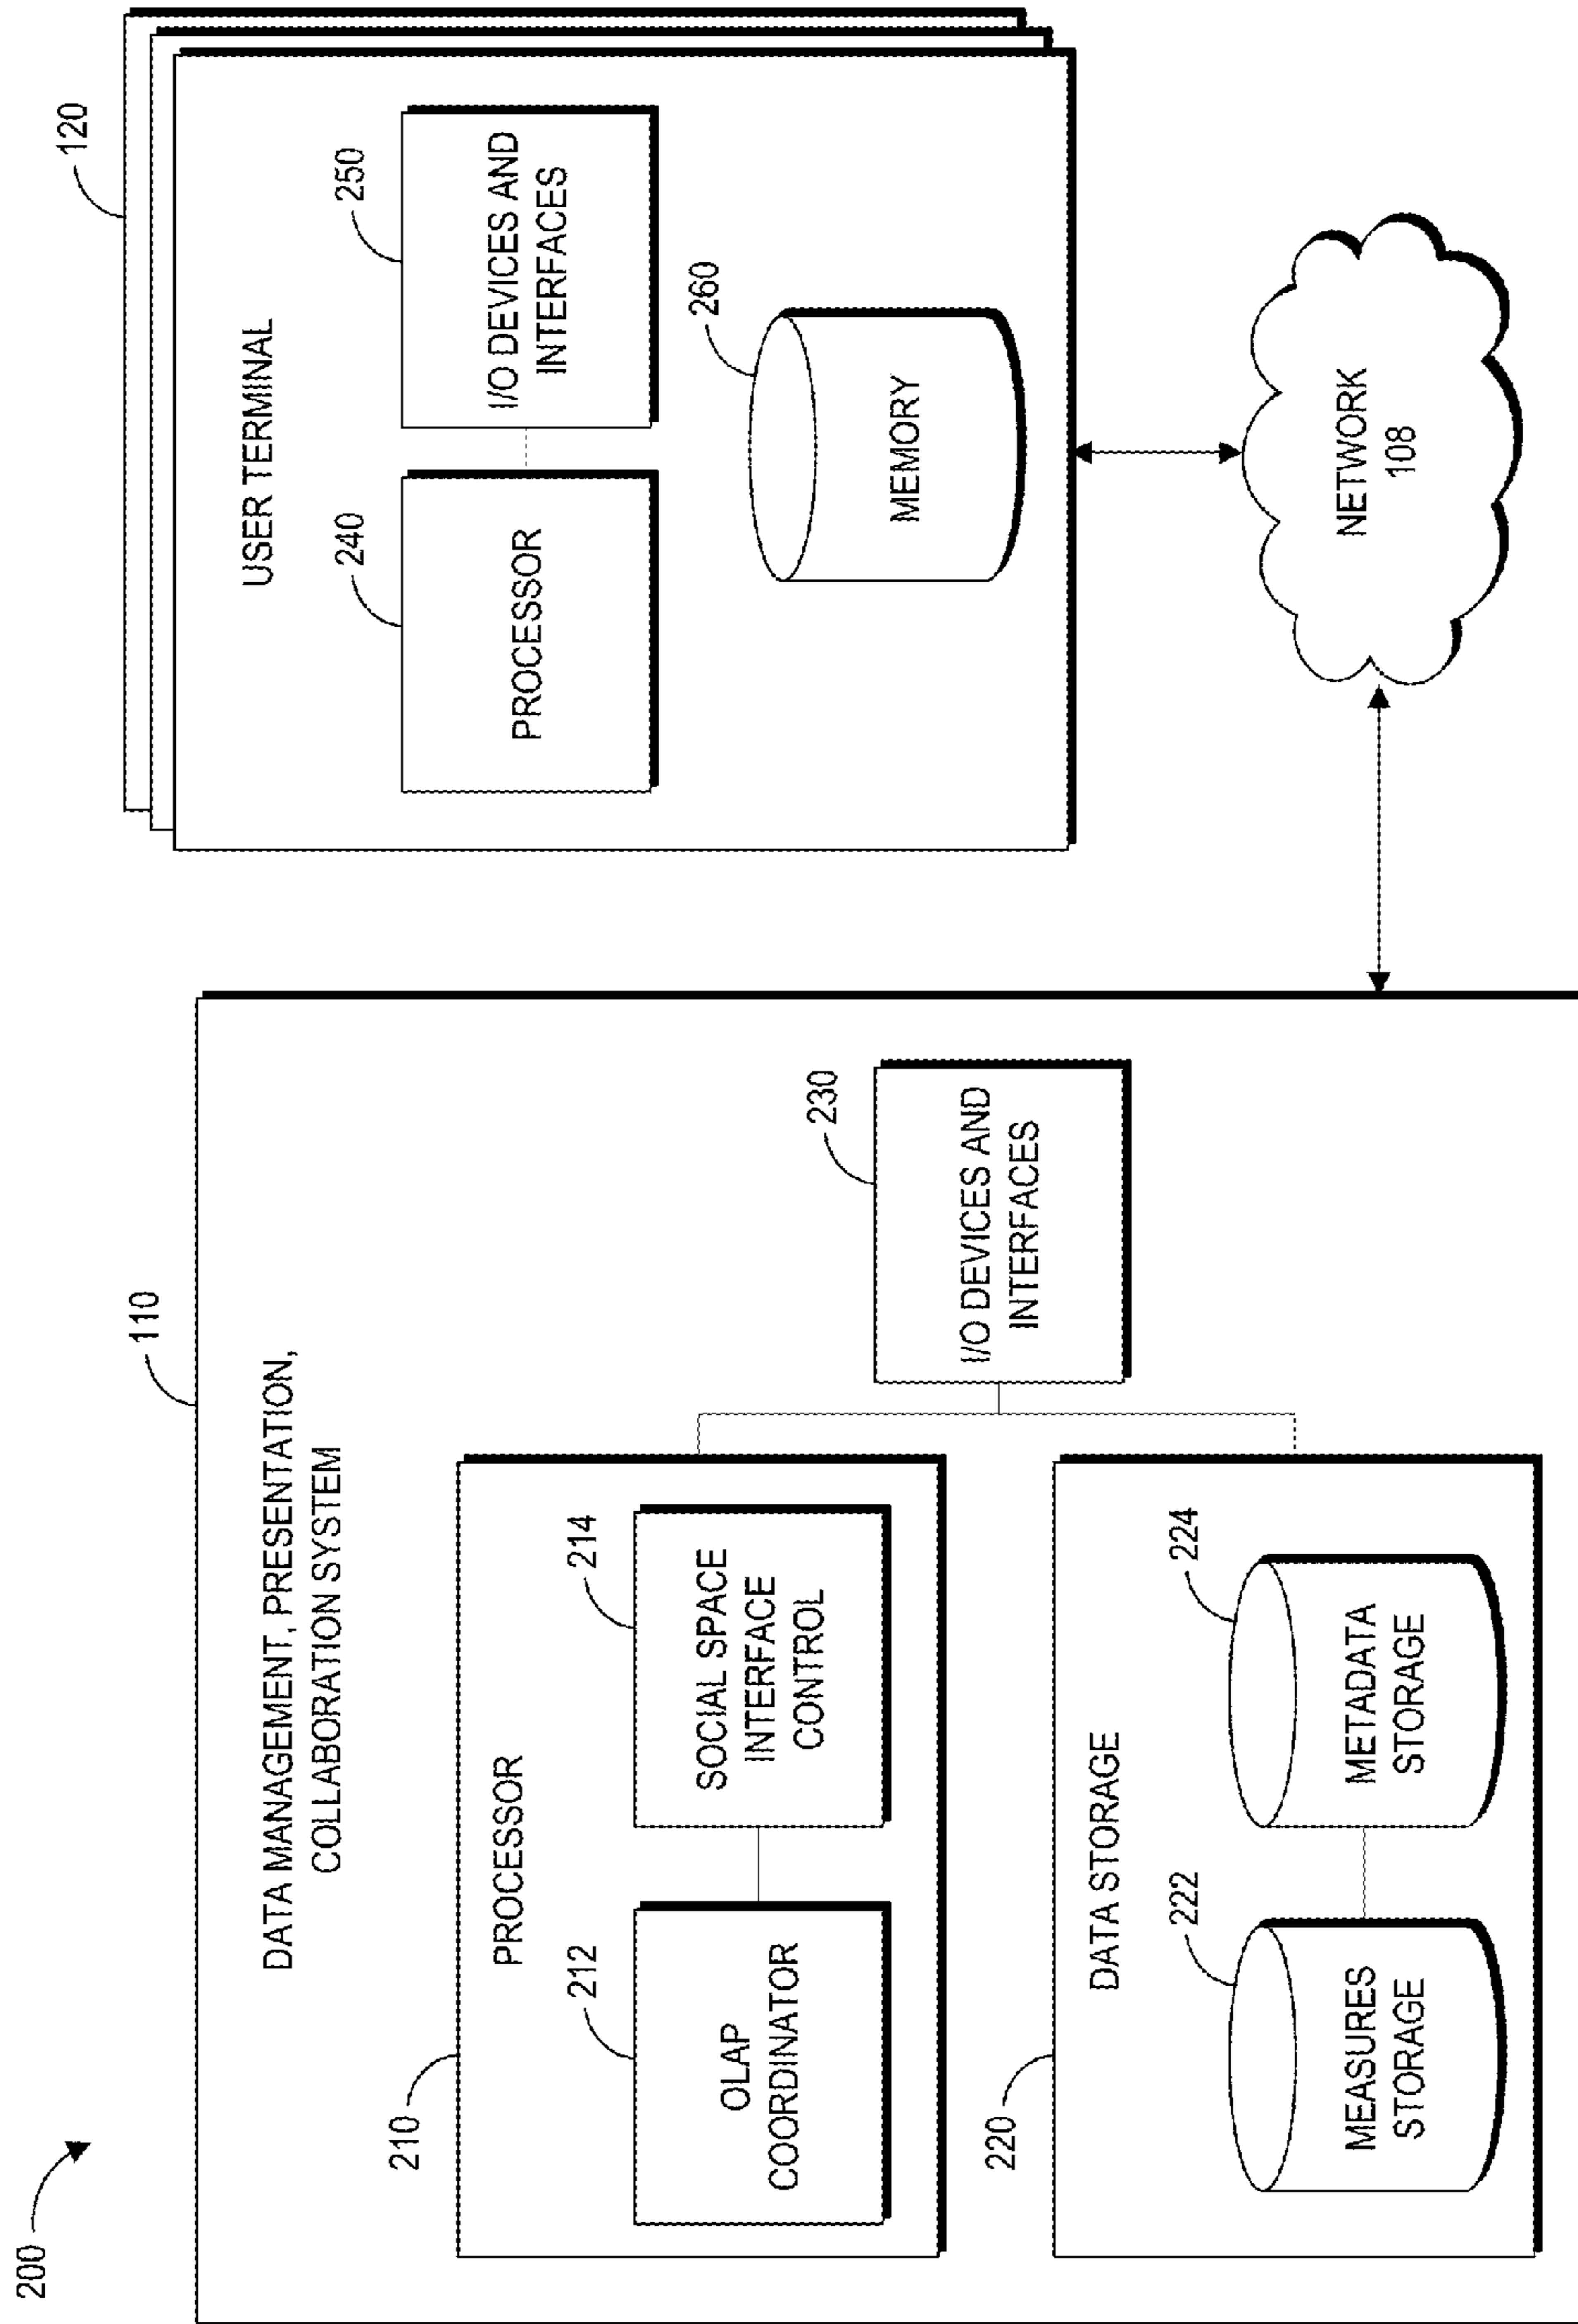 200
110
DATA MANAGEMENT, PRESENTATION,
COLLABORATION SYSTEM
210
PROCESSOR
212
OLAP
COORDINATOR
214
SOCIAL SPACE
INTERFACE
CONTROL
220
DATA STORAGE
222
MEASURES
STORAGE
224
METADATA
STORAGE
230
I/O DEVICES AND
INTERFACES
120
USER TERMINAL
240
PROCESSOR
250
I/O DEVICES AND
INTERFACES
260
MEMORY
NETWORK
108